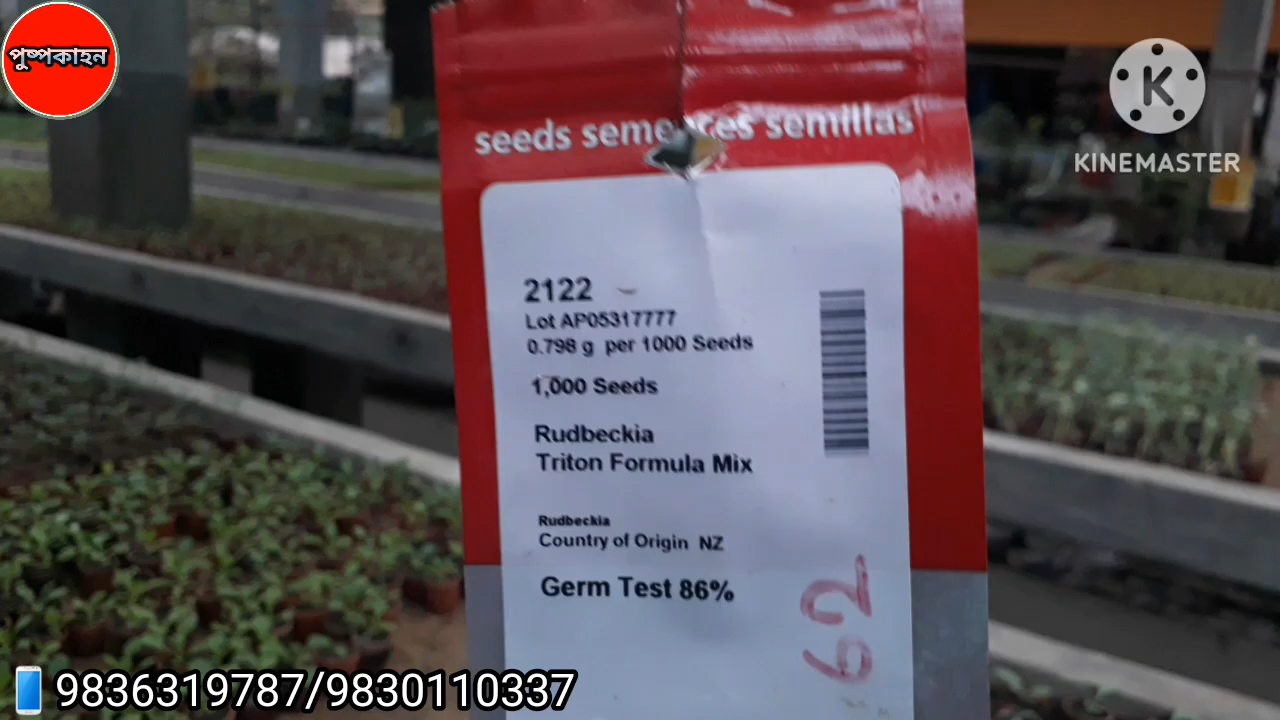 পুষ্পকাহন
K
KINEMASTER
seeds semences semillas
2122
Lot AP05317777
0.798 g per 1000 Seeds
1,000 Seeds
Rudbeckia
Triton Formula Mix
Rudbeckia
Country of Origin NZ
Germ Test 86%
62
9836319787/9830110337